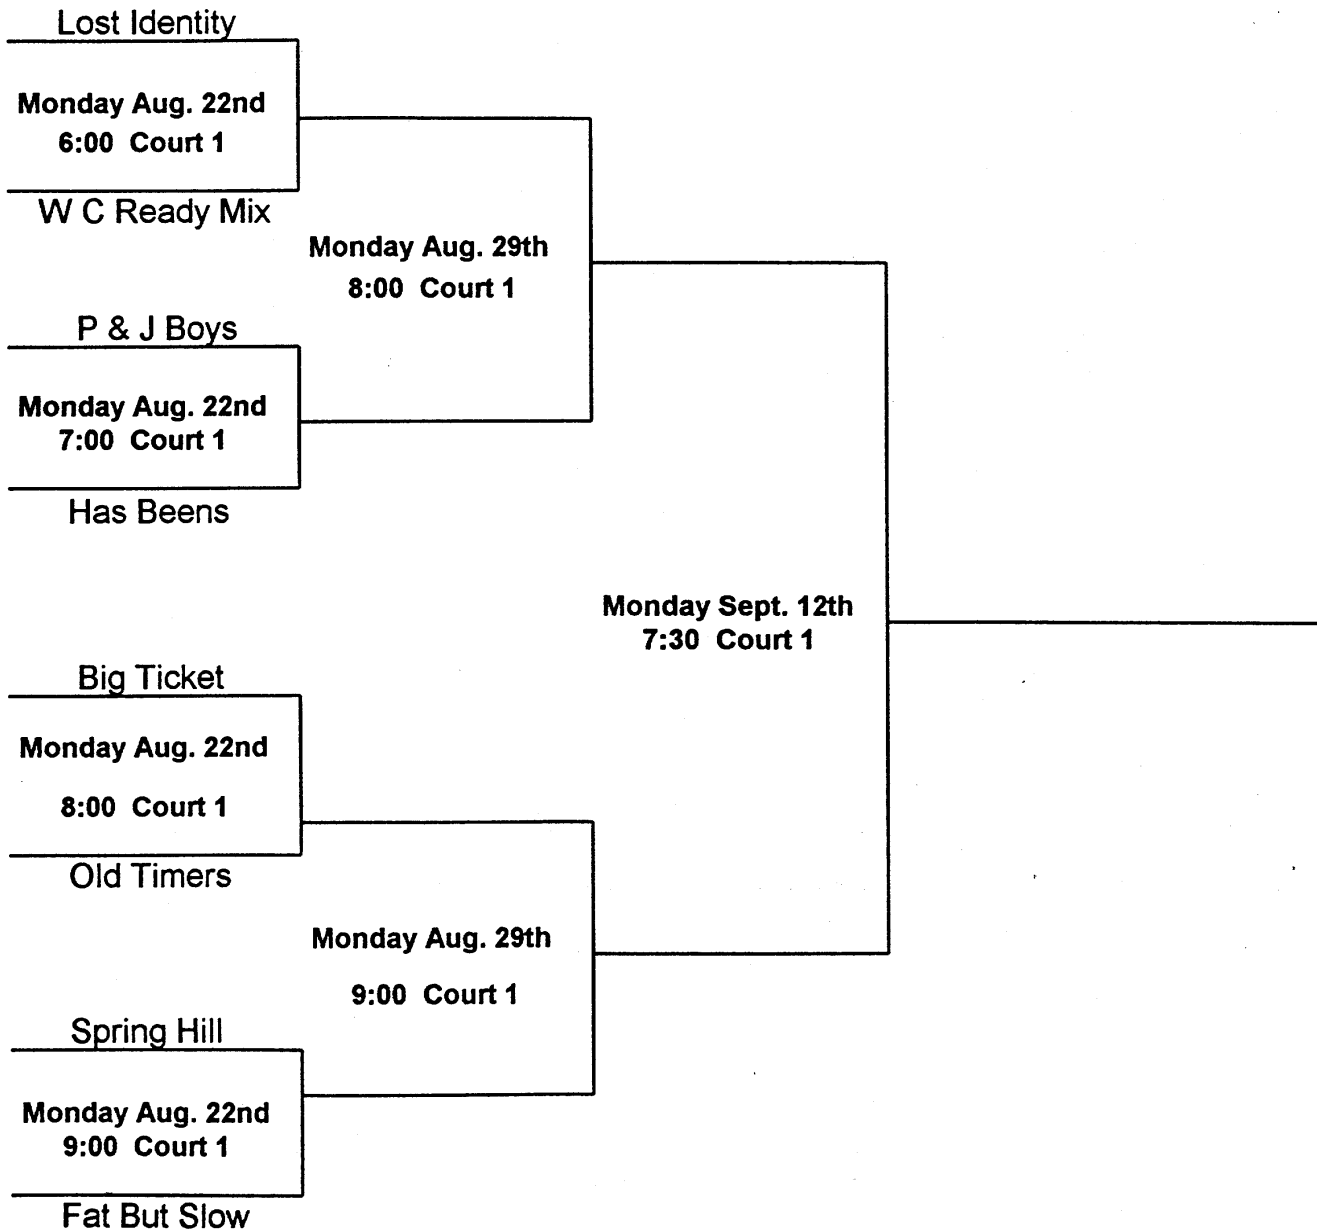 Lost Identity
Monday Aug. 22nd
6:00 Court 1
W C Ready Mix
Monday Aug. 29th
8:00 Court 1
P & J Boys
Monday Aug. 22nd
7:00 Court 1
Has Beens
Monday Sept. 12th
7:30 Court 1
Big Ticket
Monday Aug. 22nd
8:00 Court 1
Old Timers
Monday Aug. 29th
9:00 Court 1
Spring Hill
Monday Aug. 22nd
9:00 Court 1
Fat But Slow